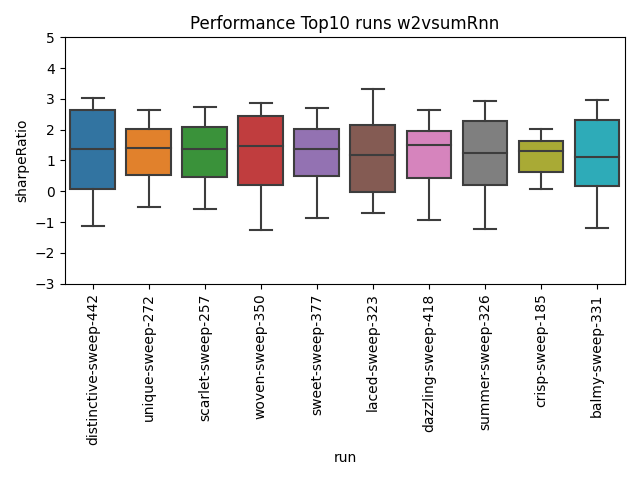 Performance Top10 runs w2vsumRnn
5
4
3
2
1
0
−1
−2
−3
sharpeRatio
distinctive-sweep-442
unique-sweep-272
scarlet-sweep-257
woven-sweep-350
sweet-sweep-377
laced-sweep-323
dazzling-sweep-418
summer-sweep-326
crisp-sweep-185
balmy-sweep-331
run